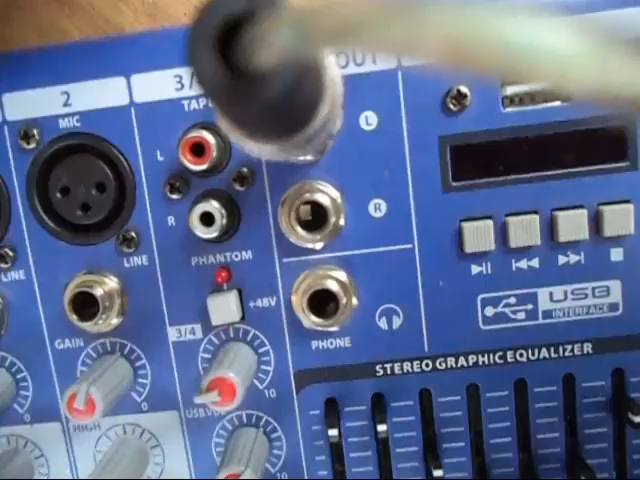 2
MIC
LINE
LINE
GAIN
HIGH
0
0
3/
TAPE
L
R
PHANTOM
+48V
3/4
USB
10
10
OUT
L
R
PHONE
USB
INTERFACE
STEREO GRAPHIC EQUALIZER